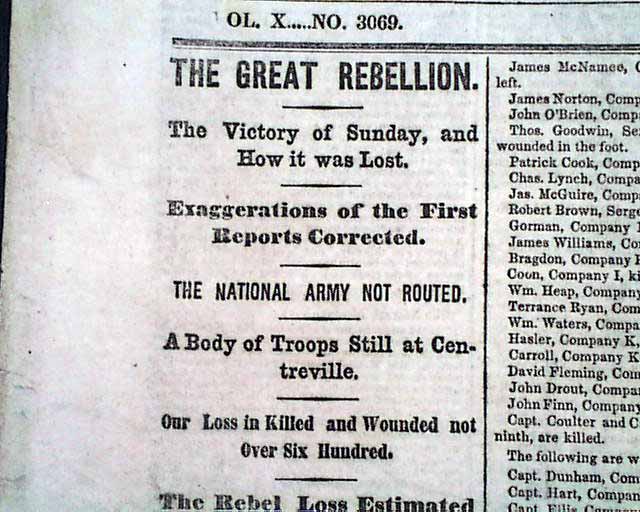 OL. X.....NO. 3069.
THE GREAT REBELLION.
The Victory of Sunday, and
How it was Lost.
Exaggerations of the First
Reports Corrected.
THE NATIONAL ARMY NOT ROUTED.
A Body of Troops Still at Cen-
treville.
Our Loss in Killed and Wounded not
Over Six Hundred.
The Rebel Loss Estimated
James McNamee, C
left.
James Norton, Comp
John O'Brien, Comp
Thos. Goodwin, Se
wounded in the foot.
Patrick Cook, Comp
Chas. Lynch, Compa
Jas. McGuire, Comp
Robert Brown, Serg
Gorman, Company
James Williams, Co
Bragdon, Company
Coon, Company I, ki
Wm. Heap, Company
Terrance Ryan, Com
Wm. Waters, Compa
Hasler, Company K,
Carroll, Company K
David Fleming, Com
John Drout, Compa
John Finn, Company
Capt. Coulter and C
ninth, are killed.
The following are w
Capt. Dunham, Com
Capt. Hart, Compan
Capt. Ellis Compan